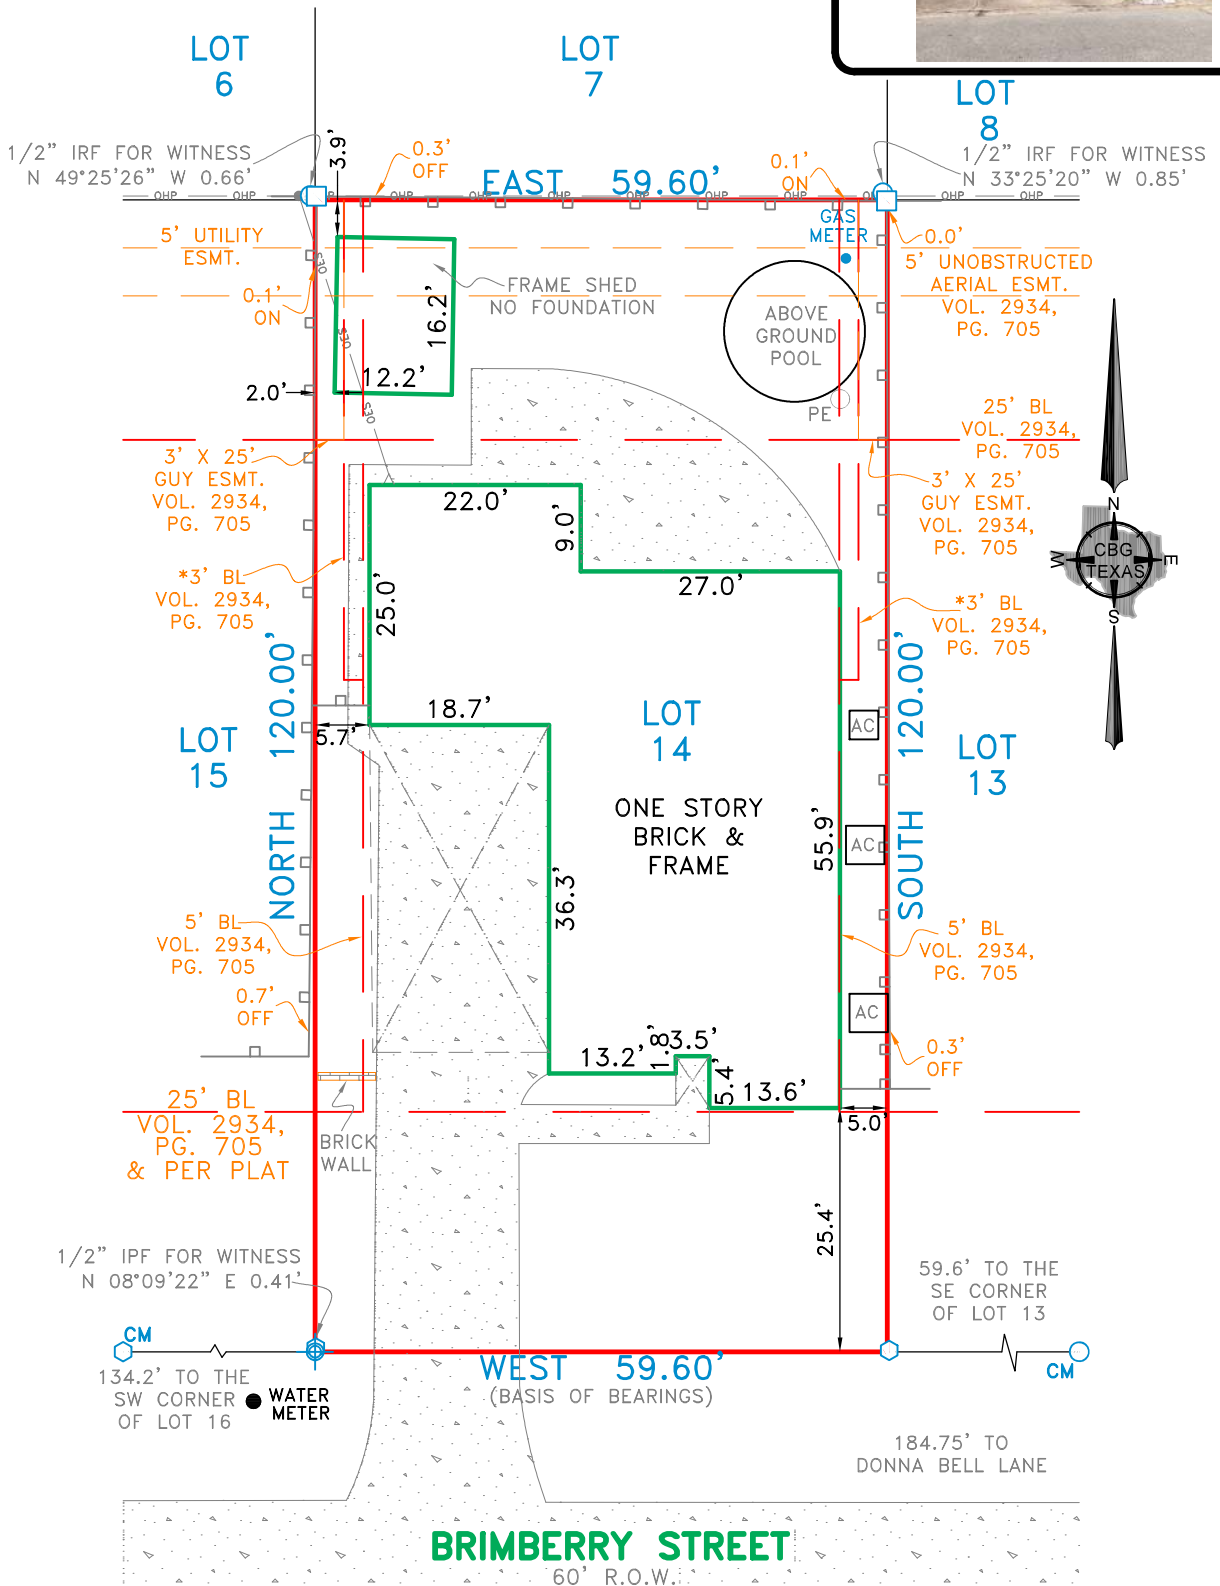 LOT
6
LOT
7
LOT
8
1/2" IRF FOR WITNESS
N 49°25'26" W 0.66'
3.9'
0.3'
OFF
EAST 59.60'
0.1'
ON
1/2" IRF FOR WITNESS
N 33°25'20" W 0.85'
OHP
OHP
OHP
OHP
OHP
OHP
OHP
OHP
OHP
5' UTILITY
ESMT.
GAS
METER
0.0'
5' UNOBSTRUCTED
AERIAL ESMT.
VOL. 2934,
PG. 705
OES
OES
OES
0.1'
ON
FRAME SHED
NO FOUNDATION
16.2'
12.2'
2.0'
ABOVE
GROUND
POOL
PE
25' BL
VOL. 2934,
PG. 705
3' X 25'
GUY ESMT.
VOL. 2934,
PG. 705
3' X 25'
GUY ESMT.
VOL. 2934,
PG. 705
22.0'
9.0'
27.0'
25.0'
*3' BL
VOL. 2934,
PG. 705
*3' BL
VOL. 2934,
PG. 705
N
W
E
S
CBG
TEXAS
NORTH 120.00'
SOUTH 120.00'
18.7'
5.7'
LOT
14
LOT
15
LOT
13
AC
AC
AC
ONE STORY
BRICK &
FRAME
55.9'
36.3'
5' BL
VOL. 2934,
PG. 705
5' BL
VOL. 2934,
PG. 705
0.7'
OFF
0.3'
OFF
13.2'
1.8'
3.5'
5.4'
13.6'
5.0'
25' BL
VOL. 2934,
PG. 705
& PER PLAT
BRICK
WALL
25.4'
1/2" IPF FOR WITNESS
N 08°09'22" E 0.41'
59.6' TO THE
SE CORNER
OF LOT 13
CM
CM
WEST 59.60'
(BASIS OF BEARINGS)
134.2' TO THE
SW CORNER
OF LOT 16
WATER
METER
184.75' TO
DONNA BELL LANE
BRIMBERRY STREET
60' R.O.W.